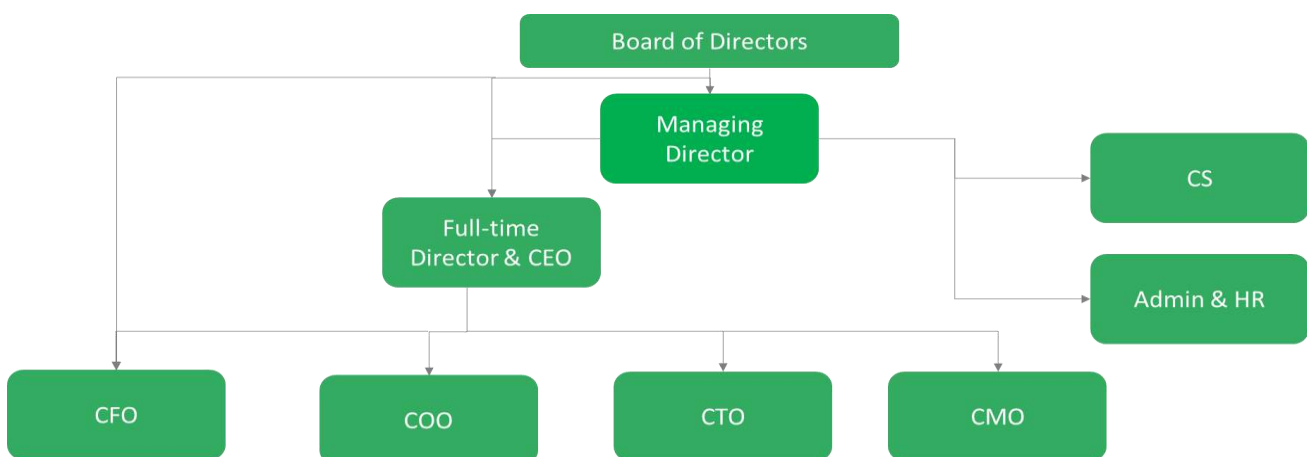 Board of Directors
Managing
Director
CS
Full-time
Director & CEO
Admin & HR
CFO
COO
CTO
CMO